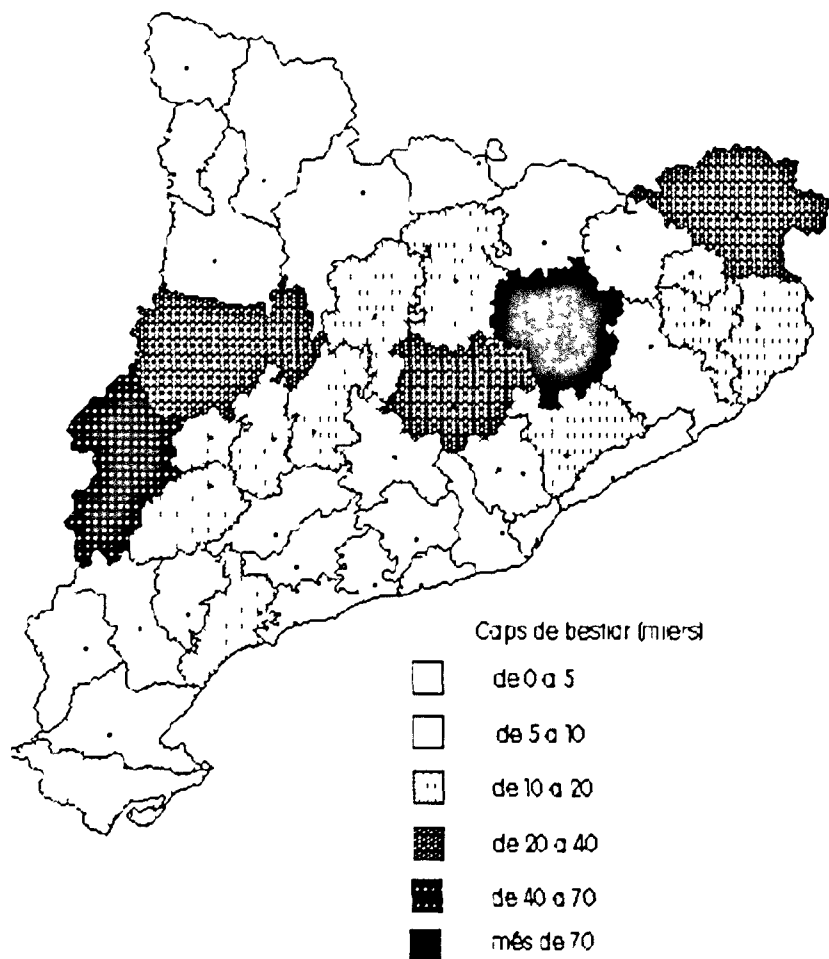 Caps de bestiar (miers)
de 0 a 5
de 5 a 10
de 10 a 20
de 20 a 40
de 40 a 70
més de 70